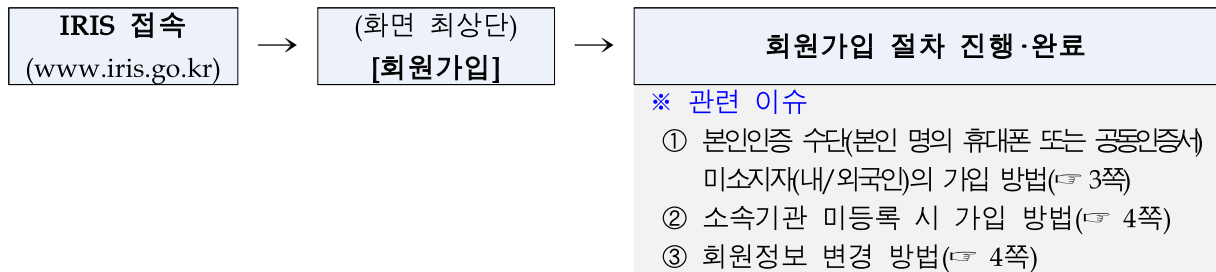 IRIS 접속
(www.iris.go.kr)
→
(화면 최상단)
[회원가입]
→
회원가입 절차 진행·완료
※ 관련 이슈
① 본인인증 수단(본인 명의 휴대폰 또는 공동인증서)
미소지자(내/외국인)의 가입 방법(☞ 3쪽)
② 소속기관 미등록 시 가입 방법(☞ 4쪽)
③ 회원정보 변경 방법(☞ 4쪽)